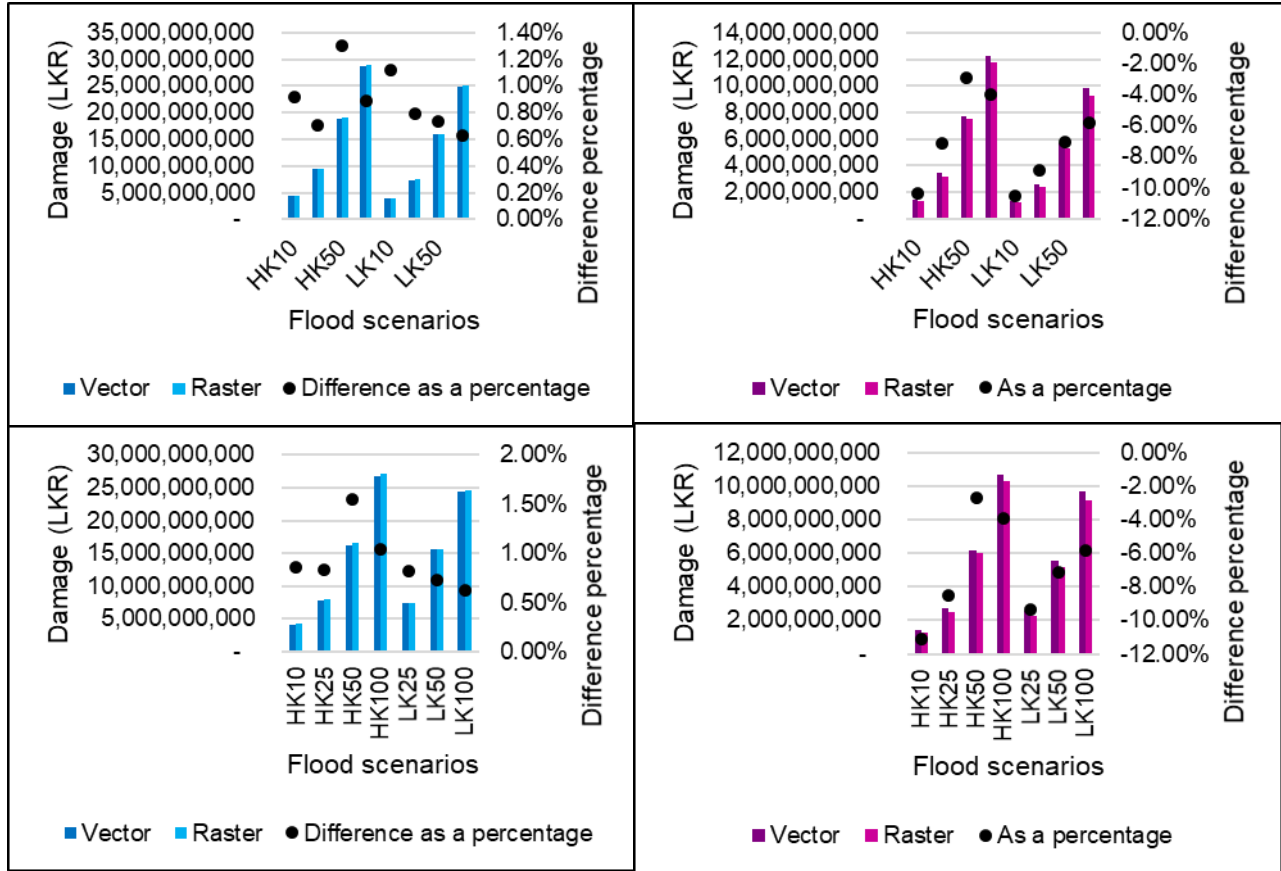 Damage (LKR)
35,000,000,000
30,000,000,000
25,000,000,000
20,000,000,000
15,000,000,000
10,000,000,000
5,000,000,000
-
1.40%
1.20%
1.00%
0.80%
0.60%
0.40%
0.20%
0.00%
Difference percentage
HK10
HK50
LK10
LK50
Flood scenarios
Vector Raster Difference as a percentage
Damage (LKR)
14,000,000,000
12,000,000,000
10,000,000,000
8,000,000,000
6,000,000,000
4,000,000,000
2,000,000,000
-
0.00%
-2.00%
-4.00%
-6.00%
-8.00%
-10.00%
-12.00%
Difference percentage
HK10
HK50
LK10
LK50
Flood scenarios
Vector Raster As a percentage
Damage (LKR)
30,000,000,000
25,000,000,000
20,000,000,000
15,000,000,000
10,000,000,000
5,000,000,000
-
2.00%
1.50%
1.00%
0.50%
0.00%
Difference percentage
HK10
HK25
HK50
HK100
LK25
LK50
LK100
Flood scenarios
Vector Raster Difference as a percentage
Damage (LKR)
12,000,000,000
10,000,000,000
8,000,000,000
6,000,000,000
4,000,000,000
2,000,000,000
-
0.00%
-2.00%
-4.00%
-6.00%
-8.00%
-10.00%
-12.00%
Difference percentage
HK10
HK25
HK50
HK100
LK25
LK50
LK100
Flood scenarios
Vector Raster As a percentage